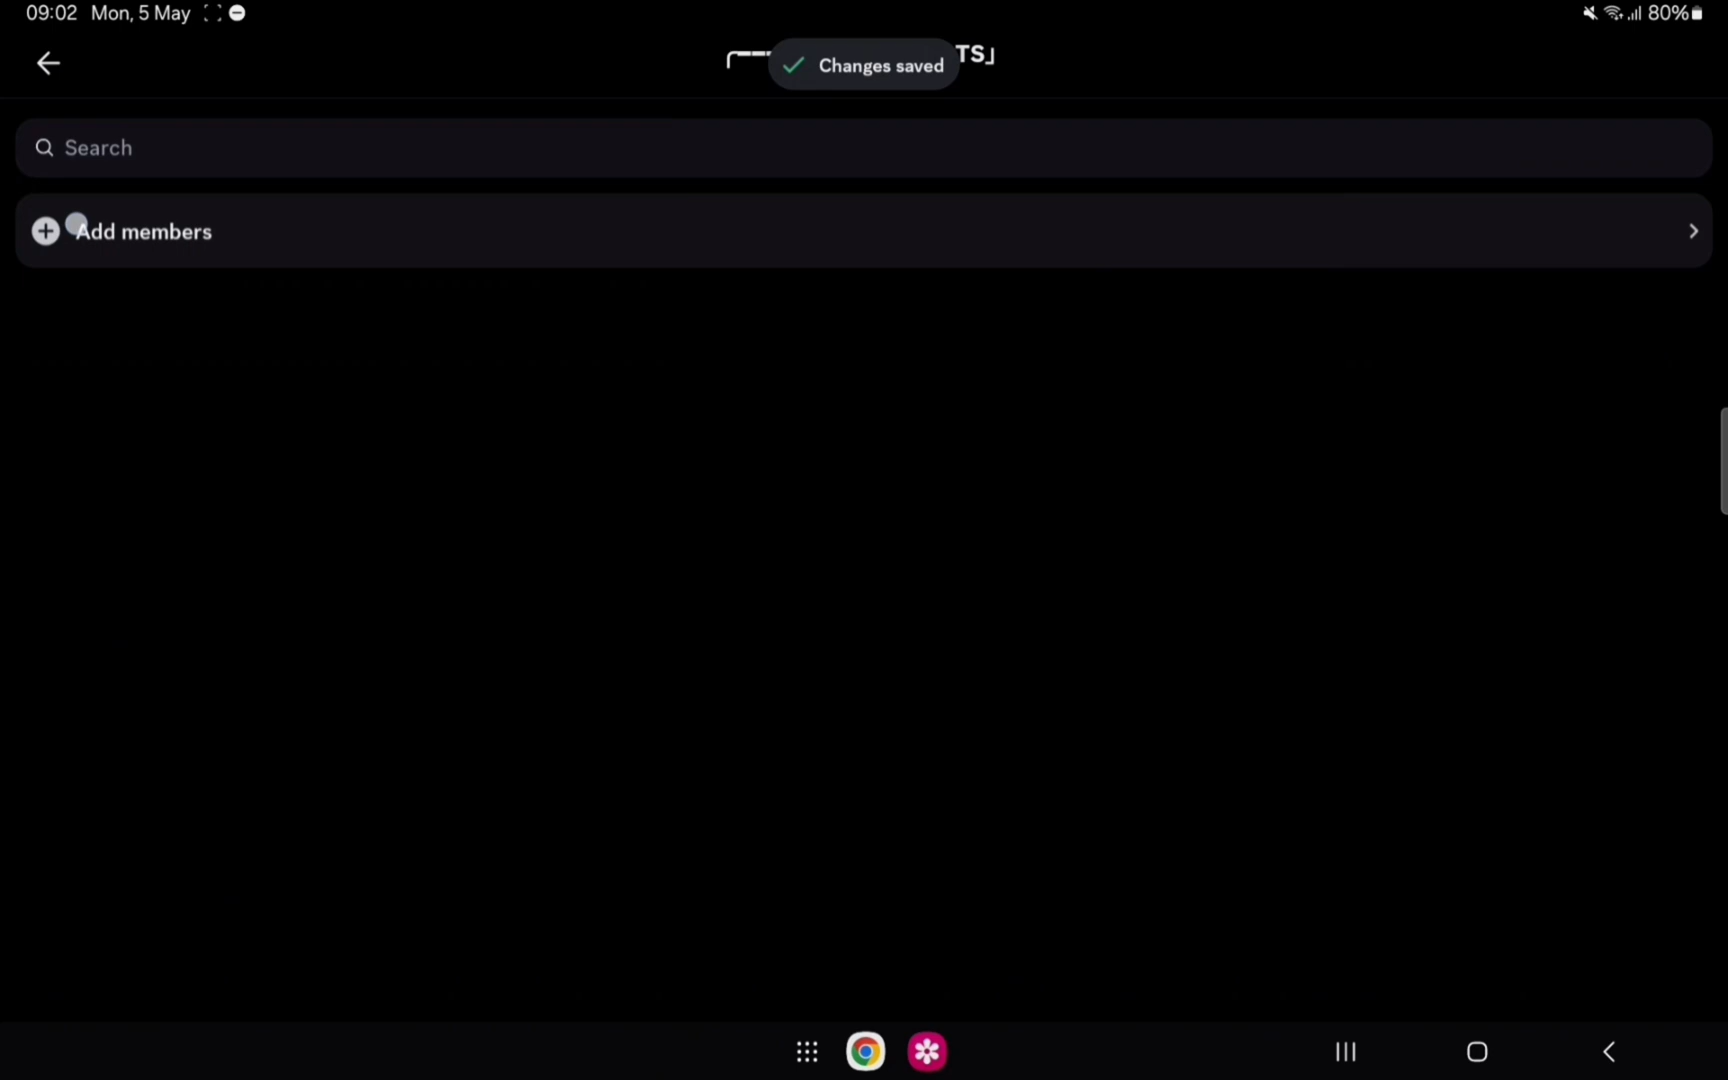 09:02 Mon, 5 May
80%
TS」
Changes saved
Search
Add members